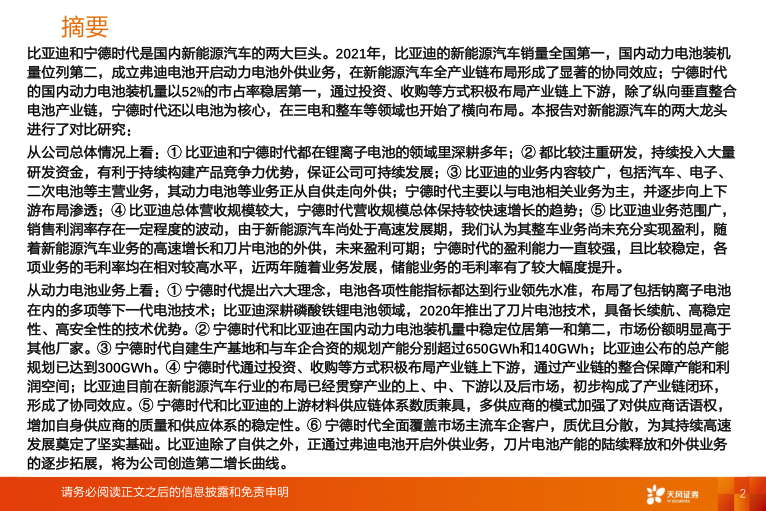 摘要
比亚迪和宁德时代是国内新能源汽车的两大巨头。2021年，比亚迪的新能源汽车销量全国第一，国内动力电池装机
量位列第二，成立弗迪电池开启动力电池外供业务，在新能源汽车全产业链布局形成了显著的协同效应；宁德时代
的国内动力电池装机量以52%的市占率稳居第一，通过投资、收购等方式积极布局产业链上下游，除了纵向垂直整合
电池产业链，宁德时代还以电池为核心，在三电和整车等领域也开始了横向布局。本报告对新能源汽车的两大龙头
进行了对比研究：
从公司总体情况上看：① 比亚迪和宁德时代都在锂离子电池的领域里深耕多年；② 都比较注重研发，持续投入大量
研发资金，有利于持续构建产品竞争力优势，保证公司可持续发展；③ 比亚迪的业务内容较广，包括汽车、电子、
二次电池等主营业务，其动力电池等业务正从自供走向外供；宁德时代主要以与电池相关业务为主，并逐步向上下
游布局渗透；④ 比亚迪总体营收规模较大，宁德时代营收规模总体保持较快速增长的趋势；⑤ 比亚迪业务范围广，
销售利润率存在一定程度的波动，由于新能源汽车尚处于高速发展期，我们认为其整车业务尚未充分实现盈利，随
着新能源汽车业务的高速增长和刀片电池的外供，未来盈利可期；宁德时代的盈利能力一直较强，且比较稳定，各
项业务的毛利率均在相对较高水平，近两年随着业务发展，储能业务的毛利率有了较大幅度提升。
从动力电池业务上看：① 宁德时代提出六大理念，电池各项性能指标都达到行业领先水准，布局了包括钠离子电池
在内的多项等下一代电池技术；比亚迪深耕磷酸铁锂电池领域，2020年推出了刀片电池技术，具备长续航、高稳定
性、高安全性的技术优势。② 宁德时代和比亚迪在国内动力电池装机量中稳定位居第一和第二，市场份额明显高于
其他厂家。③ 宁德时代自建生产基地和与车企合资的规划产能分别超过650GWh和140GWh；比亚迪公布的总产能
规划已达到300GWh。④ 宁德时代通过投资、收购等方式积极布局产业链上下游，通过产业链的整合保障产能和利
润空间；比亚迪目前在新能源汽车行业的布局已经贯穿产业的上、中、下游以及后市场，初步构成了产业链闭环，
形成了协同效应。⑤ 宁德时代和比亚迪的上游材料供应链体系数质兼具，多供应商的模式加强了对供应商话语权，
增加自身供应商的质量和供应体系的稳定性。⑥ 宁德时代全面覆盖市场主流车企客户，质优且分散，为其持续高速
发展奠定了坚实基础。比亚迪除了自供之外，正通过弗迪电池开启外供业务，刀片电池产能的陆续释放和外供业务
的逐步拓展，将为公司创造第二增长曲线。
请务必阅读正文之后的信息披露和免责申明
天风证券
TF SECURITIES
2